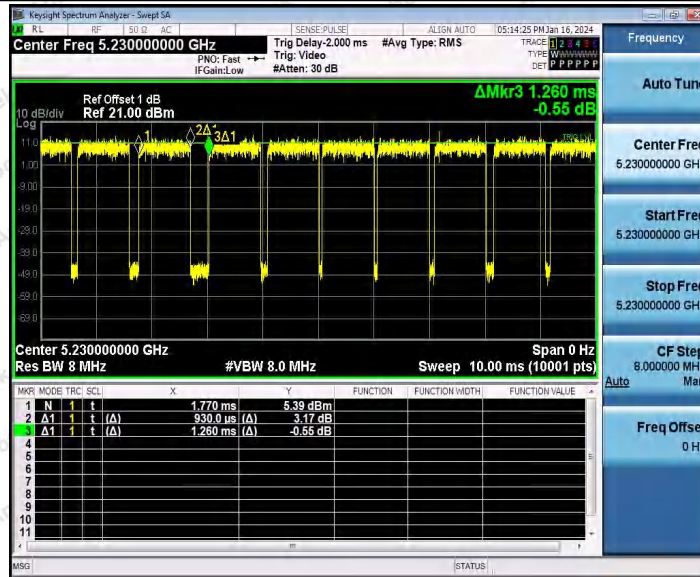 Keysight Spectrum Analyzer - Swept SA
RL RF 50 Ω AC SENSE:PULSE ALIGN AUTO 05:14:25 PM Jan 16, 2024
Center Freq 5.230000000 GHz
PNO: Fast
IFGain:Low
Trig Delay-2.000 ms
Trig: Video
#Atten: 30 dB
#Avg Type: RMS
TRACE 1 2 3 4 5 6
TYPE W
DET P P P P P P
Frequency
ΔMkr3 1.260 ms
-0.55 dB
Ref Offset 1 dB
10 dB/div Ref 21.00 dBm
Log
11.0
1.00
-9.00
-19.0
-29.0
-39.0
-49.0
-59.0
-69.0
1
2Δ1
3Δ1
TRIG LVL
Center 5.230000000 GHz Span 0 Hz
Res BW 8 MHz #VBW 8.0 MHz Sweep 10.00 ms (10001 pts)
MKR MODE TRC SCL X Y FUNCTION FUNCTION WIDTH FUNCTION VALUE
1 N 1 t 1.770 ms 5.39 dBm
2 Δ1 1 t (Δ) 930.0 µs (Δ) 3.17 dB
3 Δ1 1 t (Δ) 1.260 ms (Δ) -0.55 dB
4
5
6
7
8
9
10
11
Auto Tune
Center Freq
5.230000000 GH
Start Freq
5.230000000 GH
Stop Freq
5.230000000 GH
CF Step
8.000000 MH
Auto Ma
Freq Offset
0 H
MSG STATUS